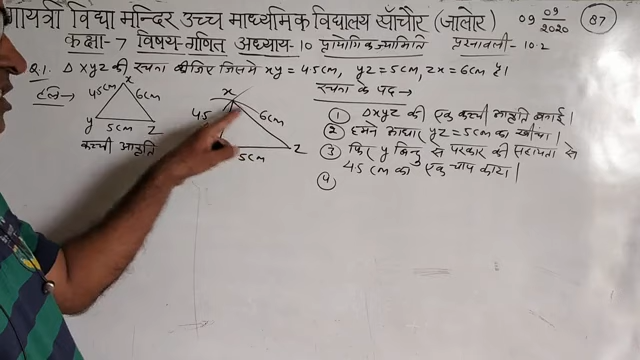 गायत्री विद्या मन्दिर उच्च माध्यमिक विद्यालय साँचौर (जालोर) 09 09/2020 87
कक्षा-7 विषय-गणित अध्याय-10 प्रायोगिक ज्यामिति प्रश्नावली-10.2
Q.1. △ xyz की रचना कीजिए जिसमें xy = 4.5cm, yz = 5cm, zx = 6cm है।
हल→
4.5cm x 6cm
y 5cm z
कच्ची आकृति
x
4.5 6cm
5cm z
रचना के पद →
① △xyz की एक कच्ची आकृति बनाई।
② हमने आधार yz = 5cm का खींचा।
③ फिर y बिन्दु से परकार की सहायता से
4.5 cm का एक चाप काटा।
④